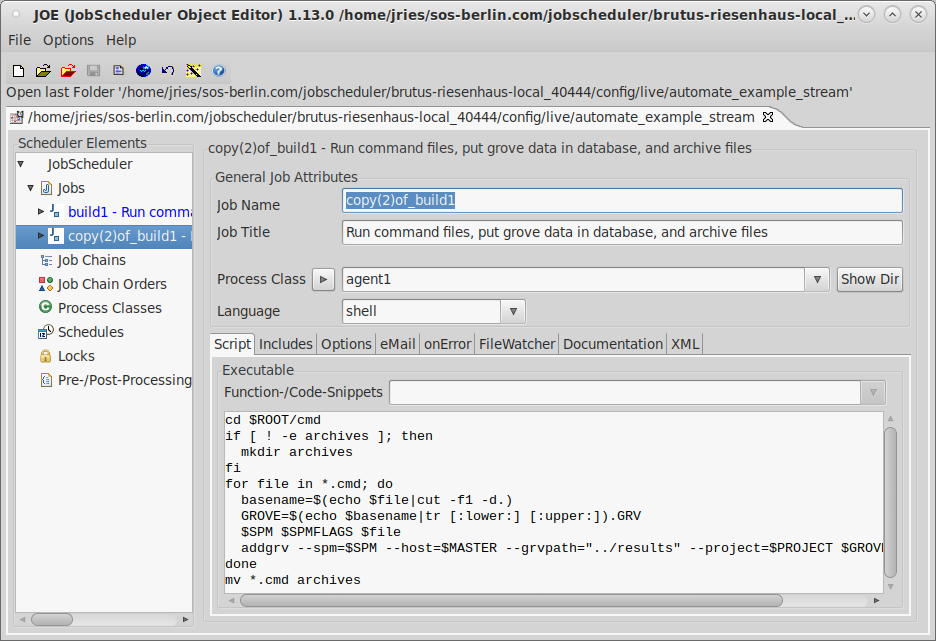 JOE (JobScheduler Object Editor) 1.13.0 /home/jries/sos-berlin.com/jobscheduler/brutus-riesenhaus-local_...
File Options Help
Open last Folder '/home/jries/sos-berlin.com/jobscheduler/brutus-riesenhaus-local_40444/config/live/automate_example_stream'
/home/jries/sos-berlin.com/jobscheduler/brutus-riesenhaus-local_40444/config/live/automate_example_stream
Scheduler Elements
JobScheduler
Jobs
build1 - Run comma
copy(2)of_build1 -
Job Chains
Job Chain Orders
Process Classes
Schedules
Locks
Pre-/Post-Processing
copy(2)of_build1 - Run command files, put grove data in database, and archive files
General Job Attributes
Job Name copy(2)of_build1
Job Title Run command files, put grove data in database, and archive files
Process Class agent1 Show Dir
Language shell
Script Includes Options eMail onError FileWatcher Documentation XML
Executable
Function-/Code-Snippets
cd $ROOT/cmd
if [ ! -e archives ]; then
  mkdir archives
fi
for file in *.cmd; do
  basename=$(echo $file|cut -f1 -d.)
  GROVE=$(echo $basename|tr [:lower:] [:upper:]).GRV
  $SPM $SPMFLAGS $file
  addgrv --spm=$SPM --host=$MASTER --grvpath="../results" --project=$PROJECT $GROV
done
mv *.cmd archives